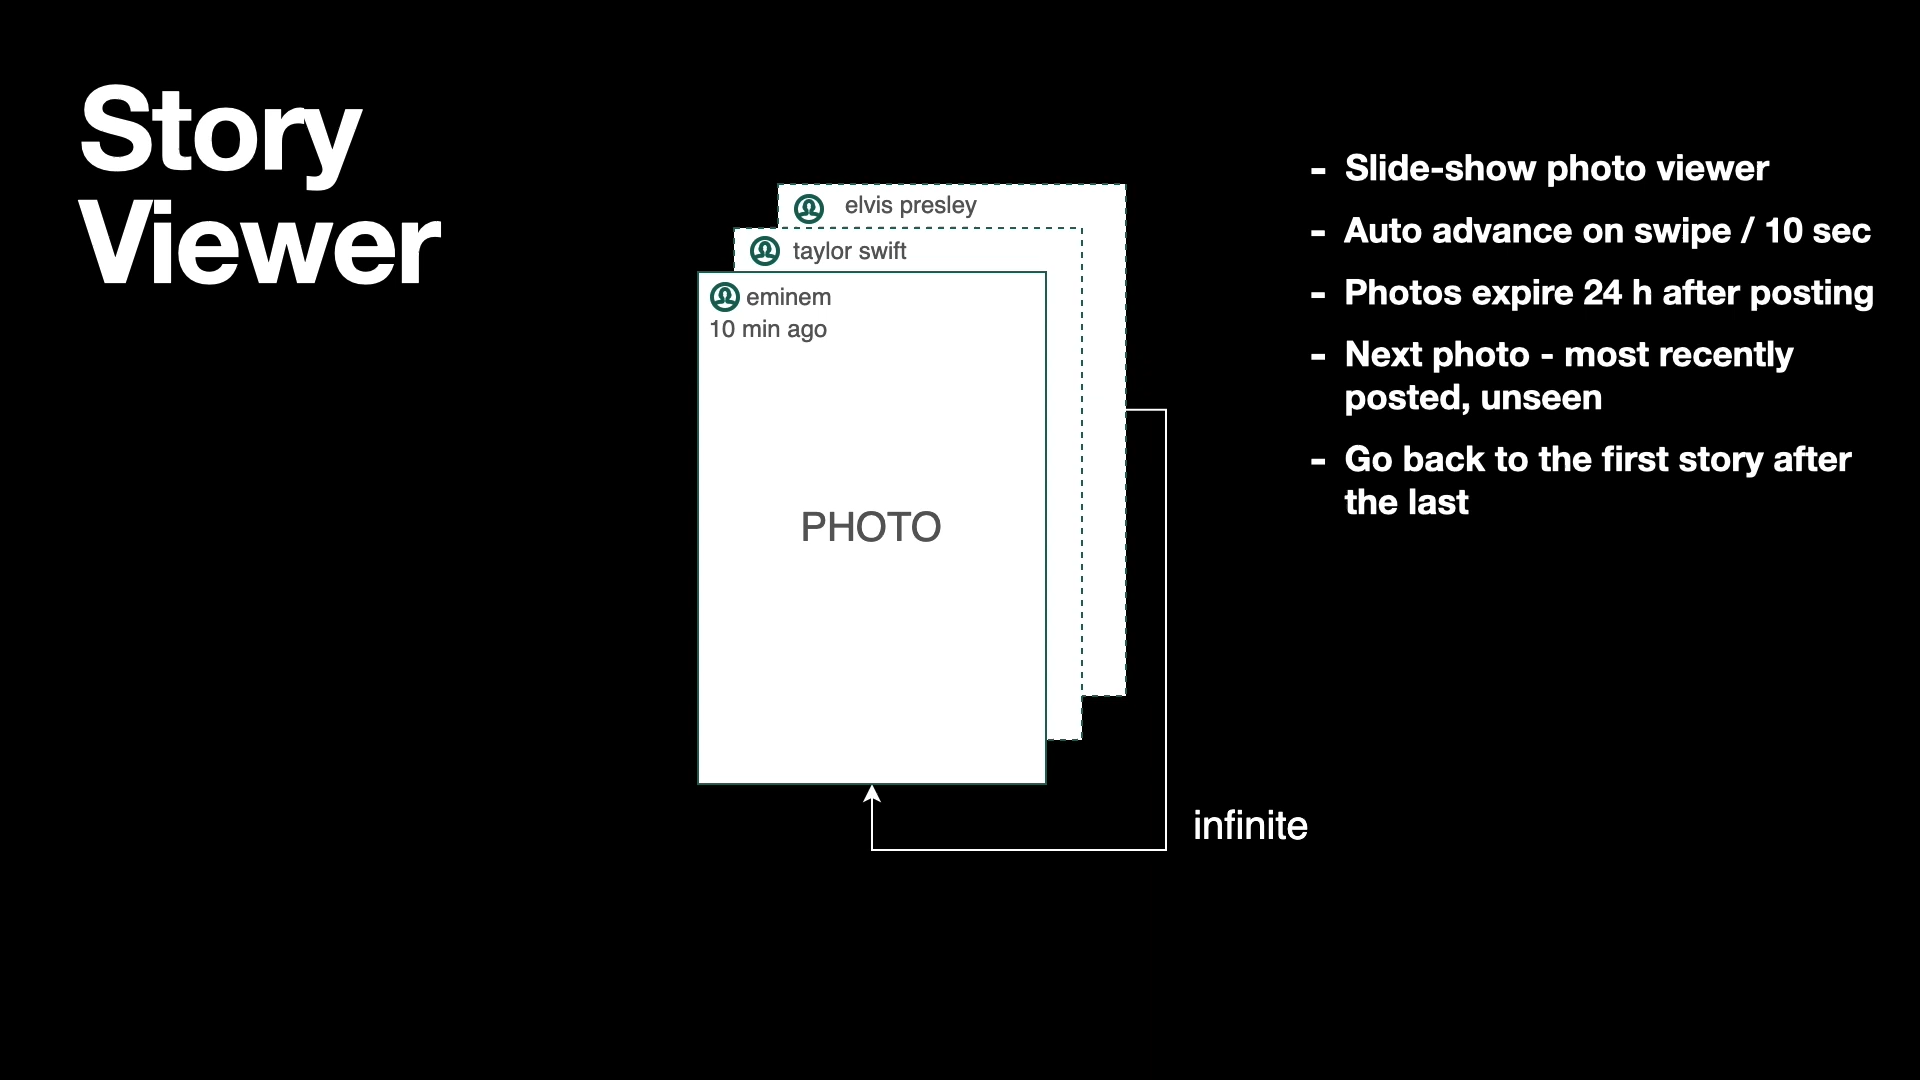 Story
Viewer
elvis presley
taylor swift
eminem
10 min ago
PHOTO
infinite
- Slide-show photo viewer
- Auto advance on swipe / 10 sec
- Photos expire 24 h after posting
- Next photo - most recently
posted, unseen
- Go back to the first story after
the last